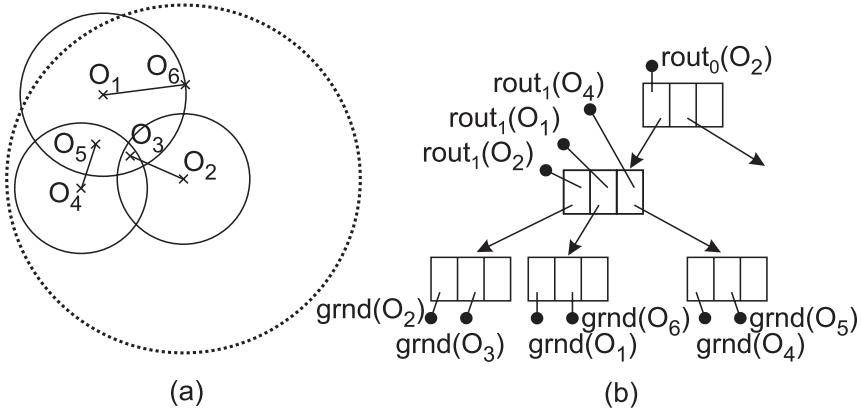 O₁
O₆
O₅
O₃
O₄
O₂
(a)
rout₀(O₂)
rout₁(O₄)
rout₁(O₁)
rout₁(O₂)
grnd(O₂)
grnd(O₃)
grnd(O₆)
grnd(O₁)
grnd(O₅)
grnd(O₄)
(b)